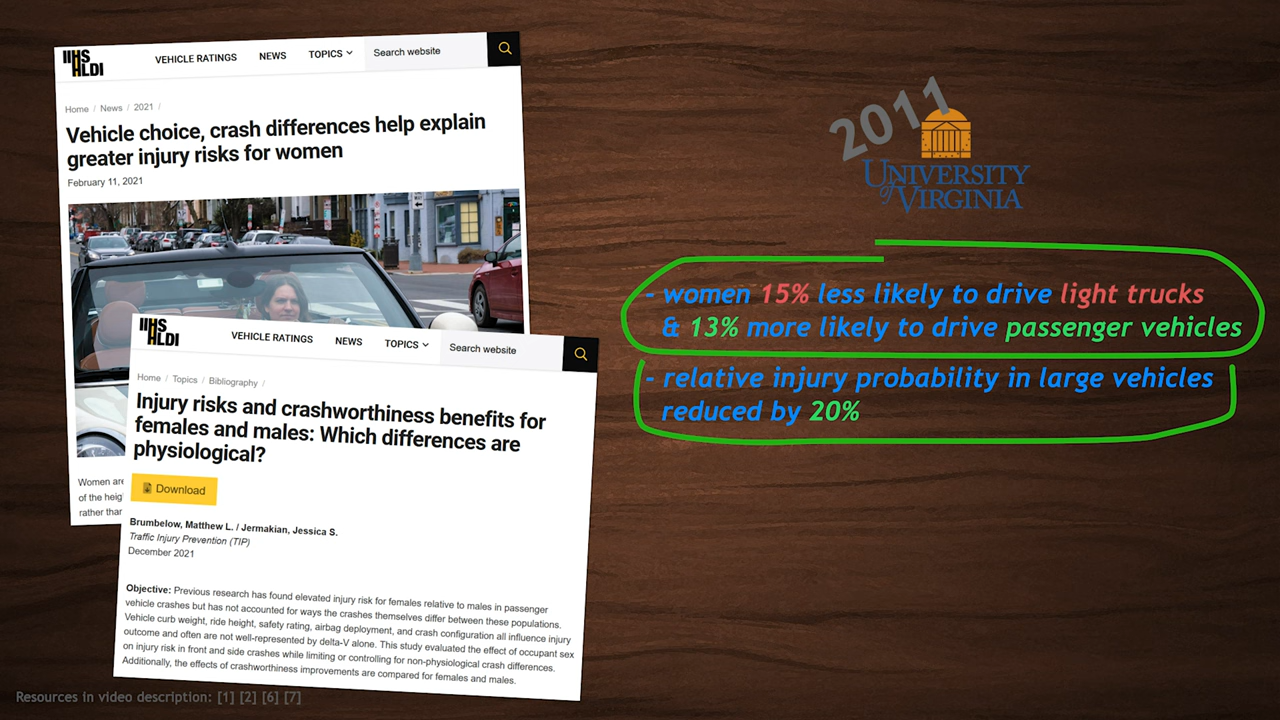 IIHS
HLDI
VEHICLE RATINGS
NEWS
TOPICS
Search website
Home / News / 2021 /
Vehicle choice, crash differences help explain
greater injury risks for women
February 11, 2021
Women are
of the heig
rather than
IIHS
HLDI
VEHICLE RATINGS
NEWS
TOPICS
Search website
Home / Topics / Bibliography /
Injury risks and crashworthiness benefits for
females and males: Which differences are
physiological?
Download
Brumbelow, Matthew L. / Jermakian, Jessica S.
Traffic Injury Prevention (TIP)
December 2021
Objective: Previous research has found elevated injury risk for females relative to males in passenger
vehicle crashes but has not accounted for ways the crashes themselves differ between these populations.
Vehicle curb weight, ride height, safety rating, airbag deployment, and crash configuration all influence injury
outcome and often are not well-represented by delta-V alone. This study evaluated the effect of occupant sex
on injury risk in front and side crashes while limiting or controlling for non-physiological crash differences.
Additionally, the effects of crashworthiness improvements are compared for females and males.
2011
UNIVERSITY
of VIRGINIA
- women 15% less likely to drive light trucks
& 13% more likely to drive passenger vehicles
- relative injury probability in large vehicles
reduced by 20%
Resources in video description: [1] [2] [6] [7]